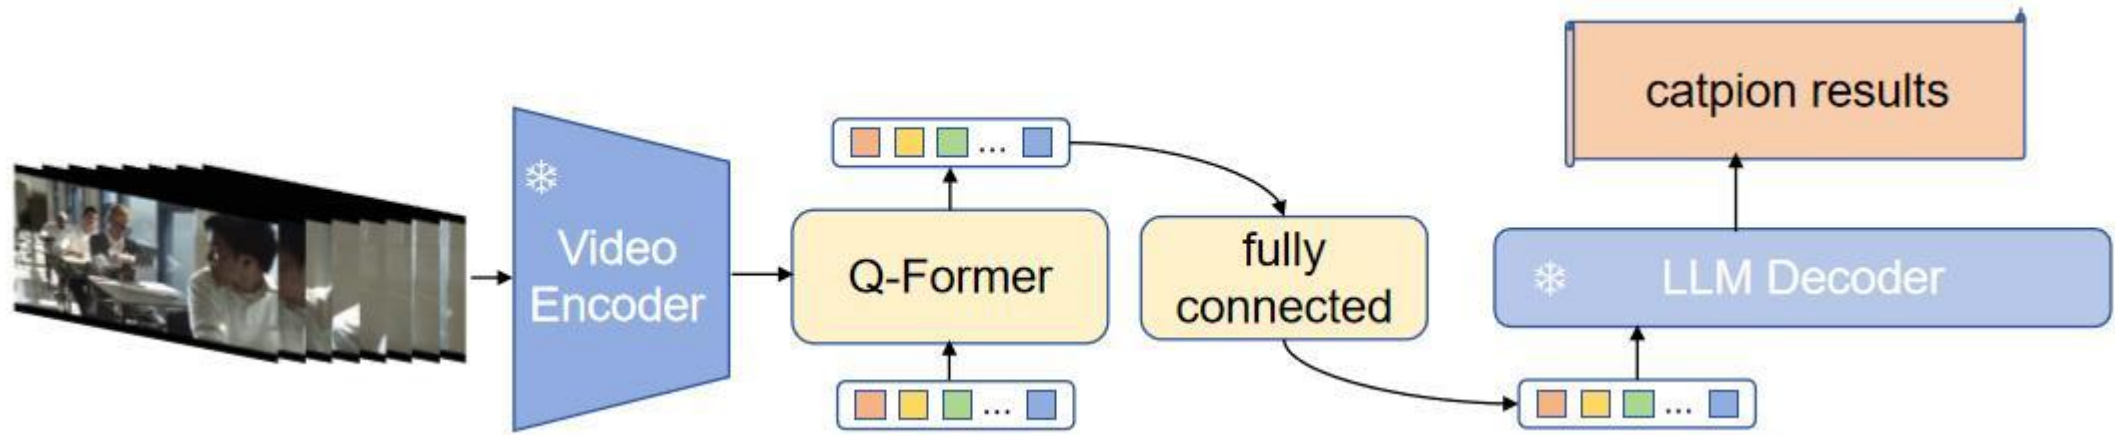 Video
Encoder
...
Q-Former
...
fully
connected
catpion results
LLM Decoder
...